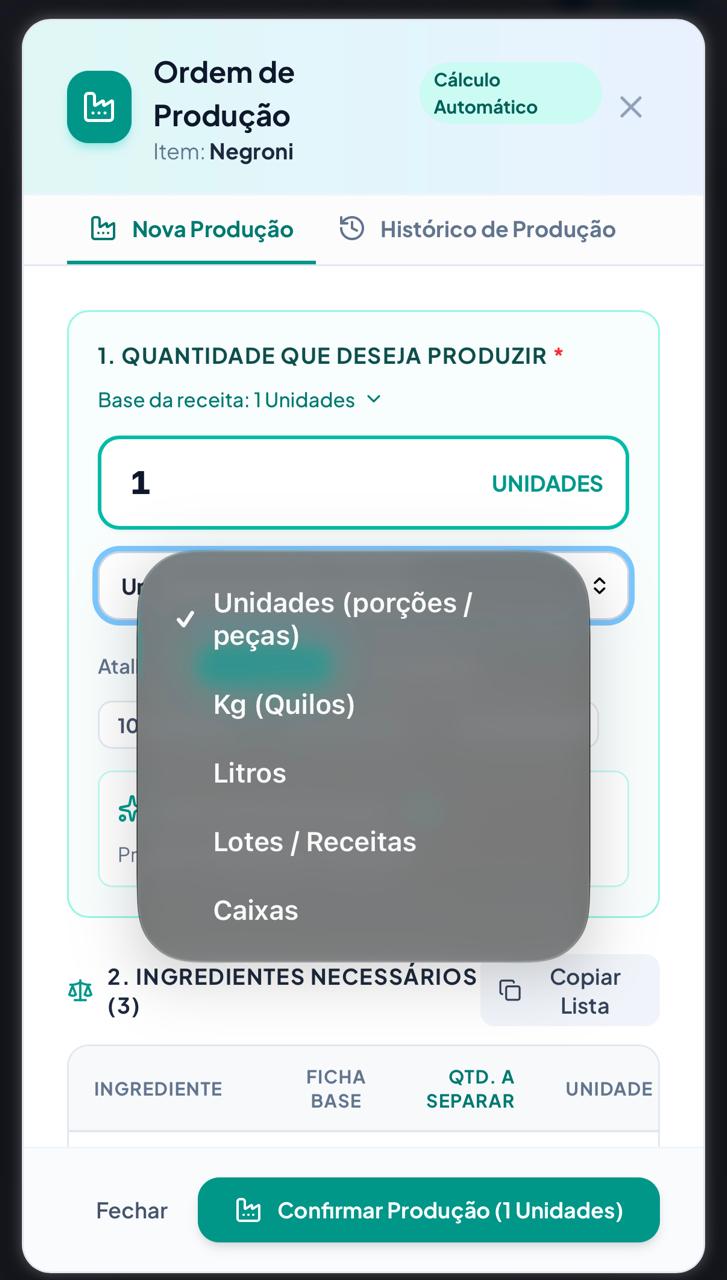 Ordem de
Produção
Item: Negroni
Cálculo
Automático
Nova Produção
Histórico de Produção
1. QUANTIDADE QUE DESEJA PRODUZIR *
Base da receita: 1 Unidades
1 UNIDADES
Unidades (porções /
peças)
Kg (Quilos)
Litros
Lotes / Receitas
Caixas
2. INGREDIENTES NECESSÁRIOS
(3)
Copiar
Lista
INGREDIENTE
FICHA
BASE
QTD. A
SEPARAR
UNIDADE
Fechar
Confirmar Produção (1 Unidades)